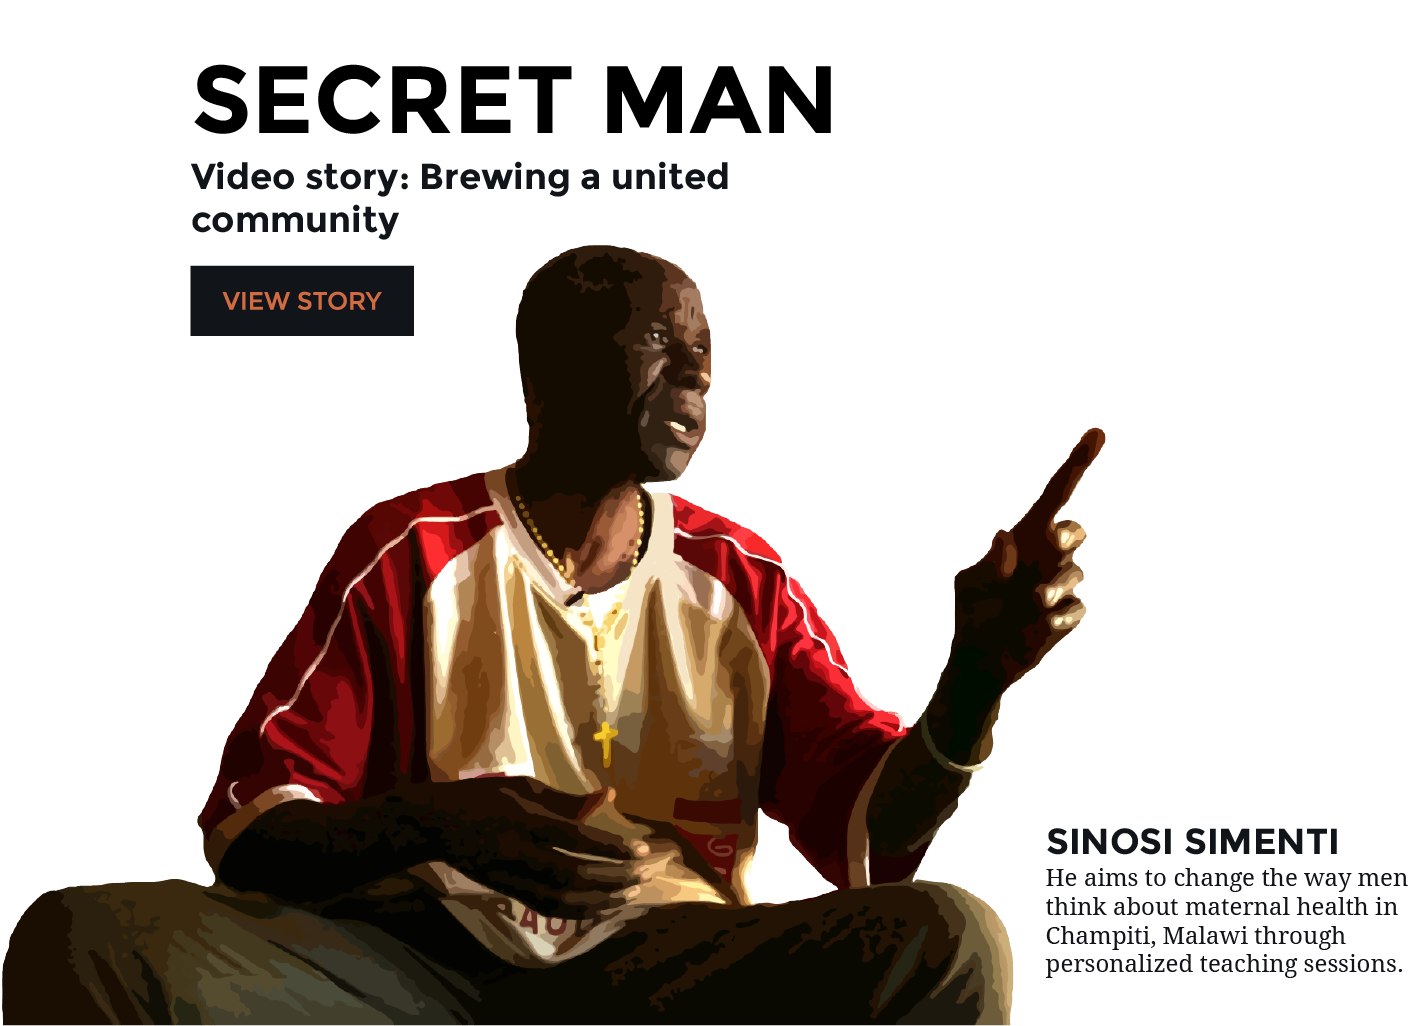 SECRET MAN
Video story: Brewing a united
community
VIEW STORY
SINOSI SIMENTI
He aims to change the way men
think about maternal health in
Champiti, Malawi through
personalized teaching sessions.